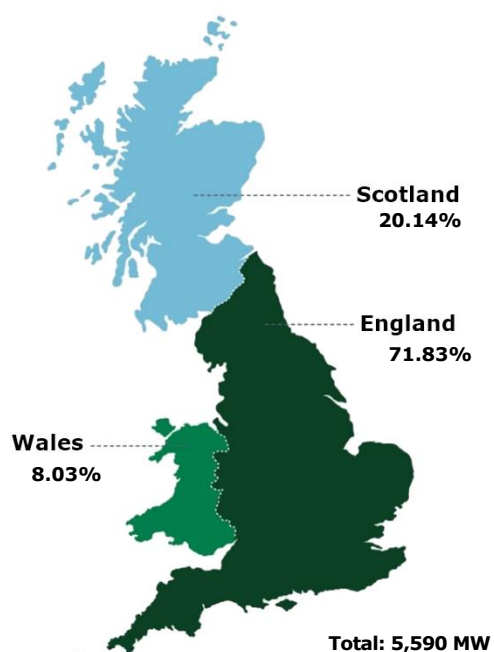 Scotland
20.14%
England
71.83%
Wales
8.03%
Total: 5,590 MW